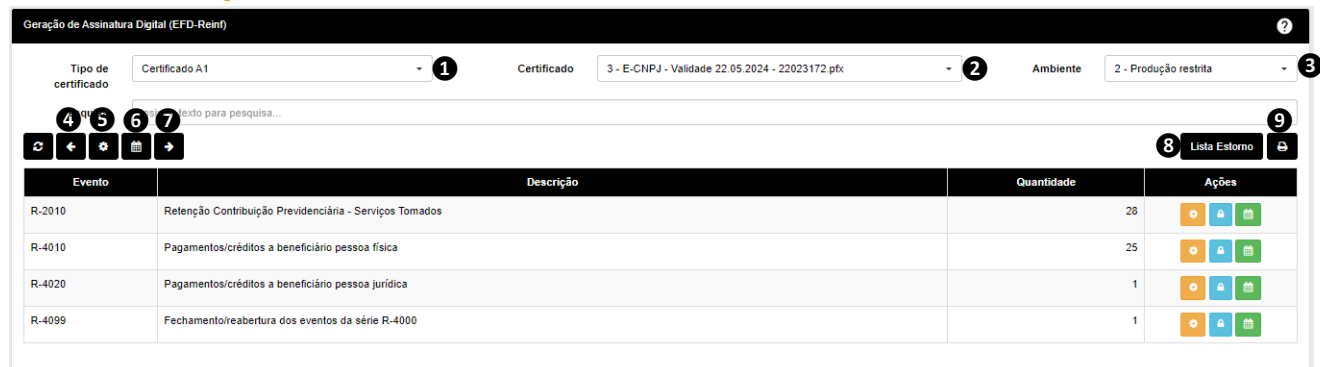 Geração de Assinatura Digital (EFD-Reinf)
Tipo de certificado Certificado A1 1 Certificado 3 - E-CNPJ - Validade 22.05.2024 - 22023172.pfx 2 Ambiente 2 - Produção restrita 3
texto para pesquisa...
4 5 6 7 9
8 Lista Estorno
Evento Descrição Quantidade Ações
R-2010 Retenção Contribuição Previdenciária - Serviços Tomados 28
R-4010 Pagamentos/créditos a beneficiário pessoa física 25
R-4020 Pagamentos/créditos a beneficiário pessoa jurídica 1
R-4099 Fechamento/reabertura dos eventos da série R-4000 1